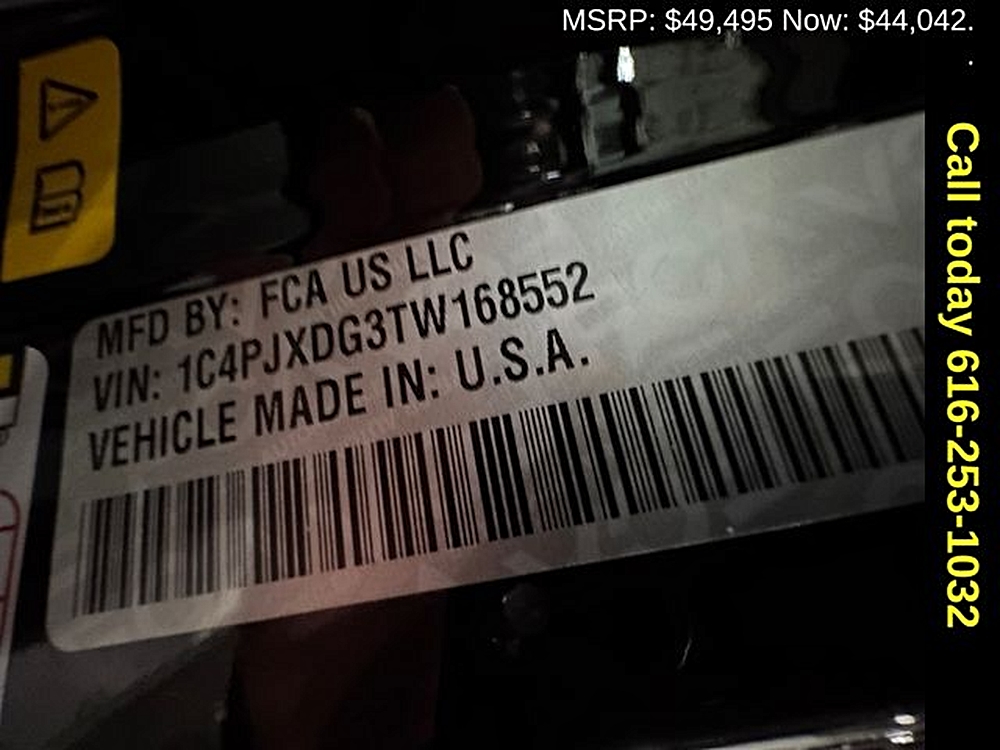 MSRP: $49,495 Now: $44,042.
.
Call today 616-253-1032
MFD BY: FCA US LLC
VIN: 1C4PJXDG3TW168552
VEHICLE MADE IN: U.S.A.